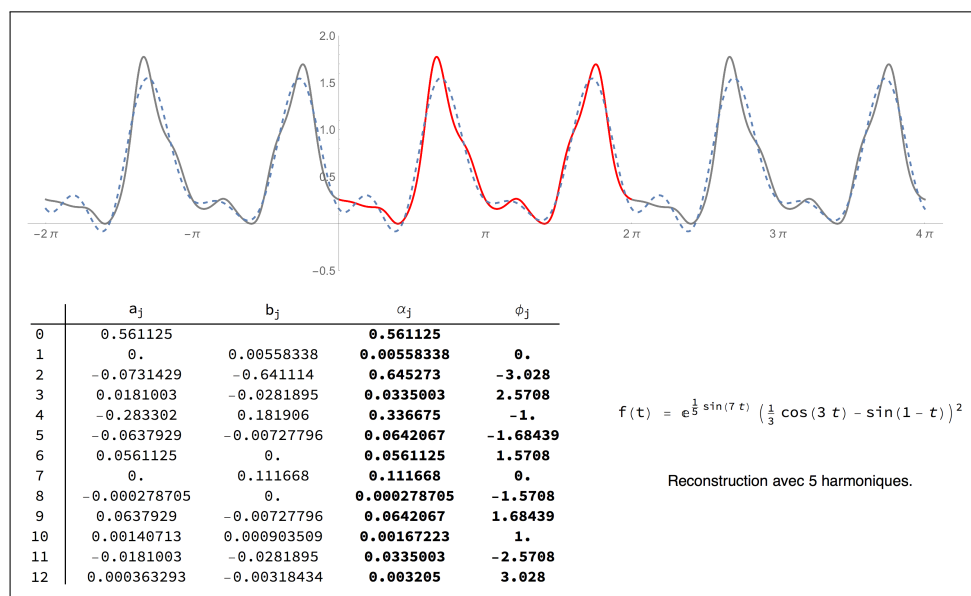 2.0
1.5
1.0
0.5
-2 π -π π 2 π 3 π 4 π
-0.5
a_j b_j α_j ϕ_j
0 0.561125 0.561125
1 0. 0.00558338 0.00558338 0.
2 -0.0731429 -0.641114 0.645273 -3.028
3 0.0181003 -0.0281895 0.0335003 2.5708
4 -0.283302 0.181906 0.336675 -1.
5 -0.0637929 -0.00727796 0.0642067 -1.68439
6 0.0561125 0. 0.0561125 1.5708
7 0. 0.111668 0.111668 0.
8 -0.000278705 0. 0.000278705 -1.5708
9 0.0637929 -0.00727796 0.0642067 1.68439
10 0.00140713 0.000903509 0.00167223 1.
11 -0.0181003 -0.0281895 0.0335003 -2.5708
12 0.000363293 -0.00318434 0.003205 3.028
f(t) = e^(1/5 sin(7 t)) (1/3 cos(3 t) - sin(1 - t))^2
Reconstruction avec 5 harmoniques.